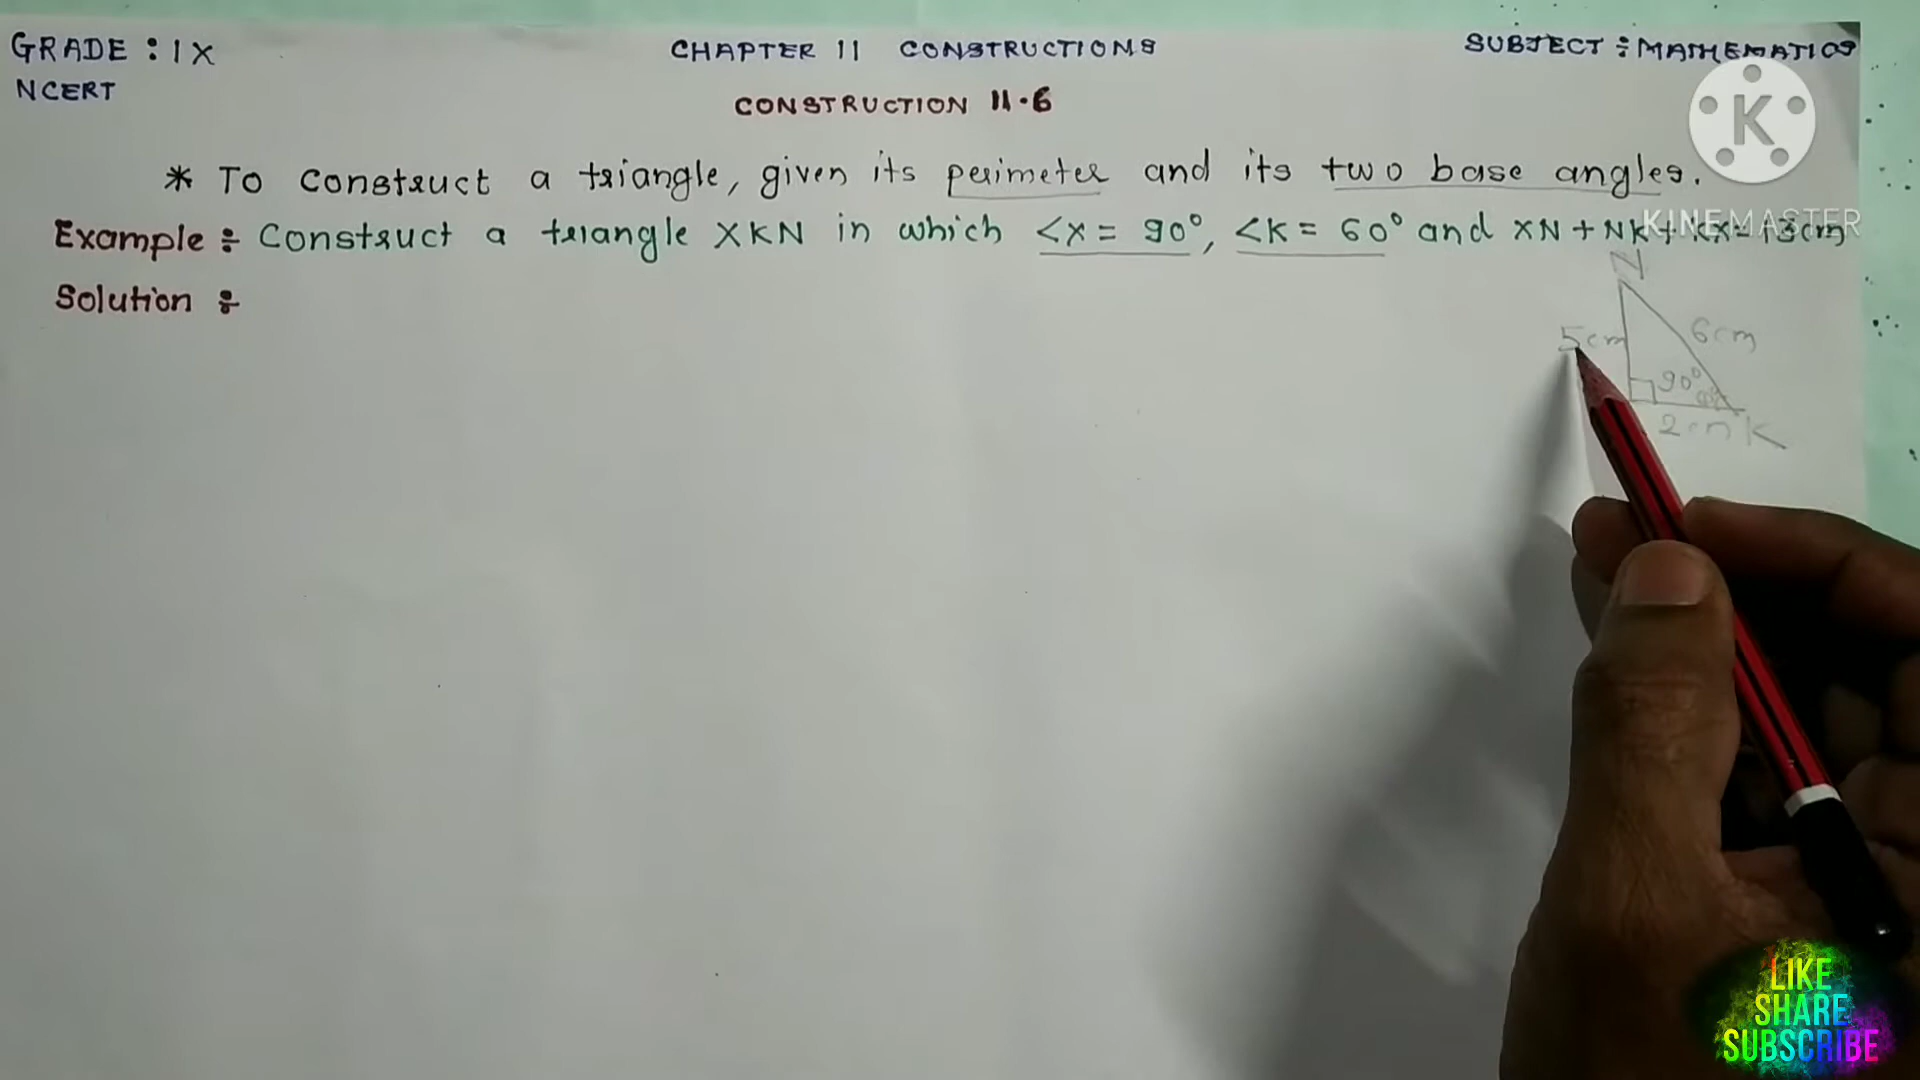 GRADE : IX
CHAPTER 11 CONSTRUCTIONS
SUBJECT : MATHEMATICS
NCERT
CONSTRUCTION 11.6
K
* To construct a triangle, given its perimeter and its two base angles.
KINEMASTER
Example :- Construct a triangle XKN in which <X = 90°, <K = 60° and XN + NK + KX = 13cm
N
Solution :-
5cm
6cm
90°
2cm K
LIKE
SHARE
SUBSCRIBE